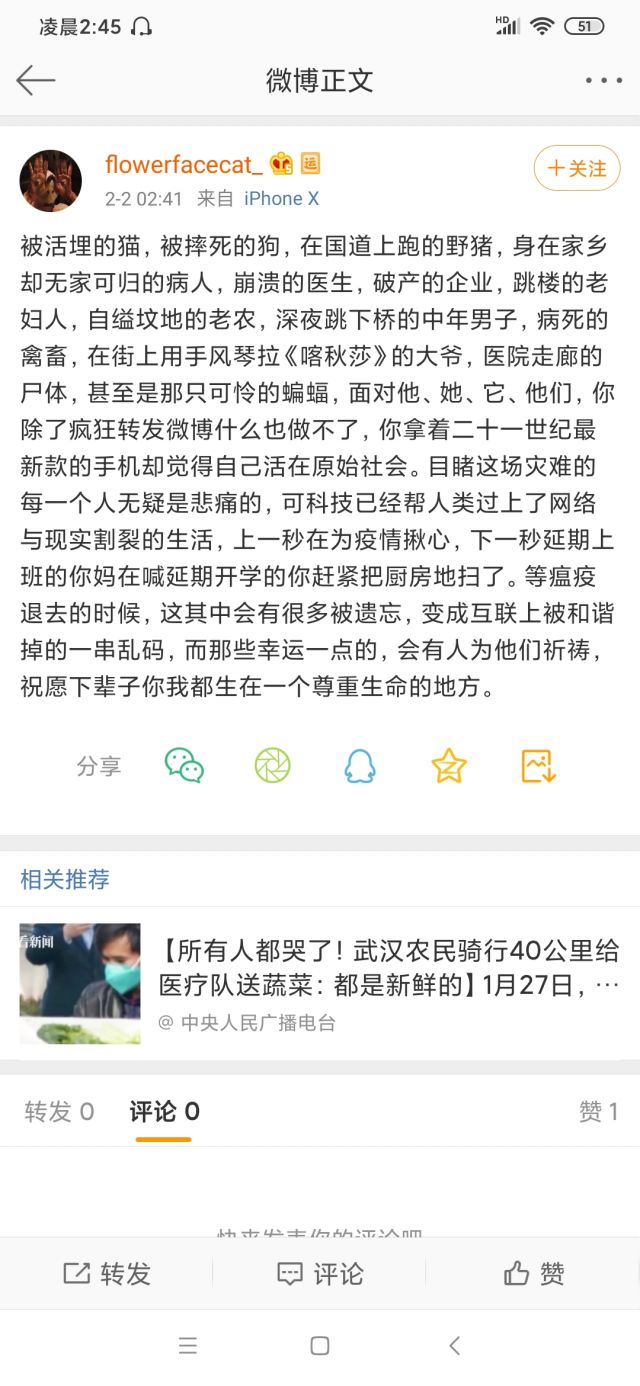 凌晨2:45
HD
51
微博正文
flowerfacecat_
运
2-2 02:41 来自 iPhone X
+关注
被活埋的猫，被摔死的狗，在国道上跑的野猪，身在家乡
却无家可归的病人，崩溃的医生，破产的企业，跳楼的老
妇人，自缢坟地的老农，深夜跳下桥的中年男子，病死的
禽畜，在街上用手风琴拉《喀秋莎》的大爷，医院走廊的
尸体，甚至是那只可怜的蝙蝠，面对他、她、它、他们，你
除了疯狂转发微博什么也做不了，你拿着二十一世纪最
新款的手机却觉得自己活在原始社会。目睹这场灾难的
每一个人无疑是悲痛的，可科技已经帮人类过上了网络
与现实割裂的生活，上一秒在为疫情揪心，下一秒延期上
班的你妈在喊延期开学的你赶紧把厨房地扫了。等瘟疫
退去的时候，这其中会有很多被遗忘，变成互联上被和谐
掉的一串乱码，而那些幸运一点的，会有人为他们祈祷，
祝愿下辈子你我都生在一个尊重生命的地方。
分享
相关推荐
看新闻
【所有人都哭了！武汉农民骑行40公里给
医疗队送蔬菜：都是新鲜的】1月27日，…
@ 中央人民广播电台
转发 0 评论 0 赞 1
快来发表你的评论吧
转发 评论 赞